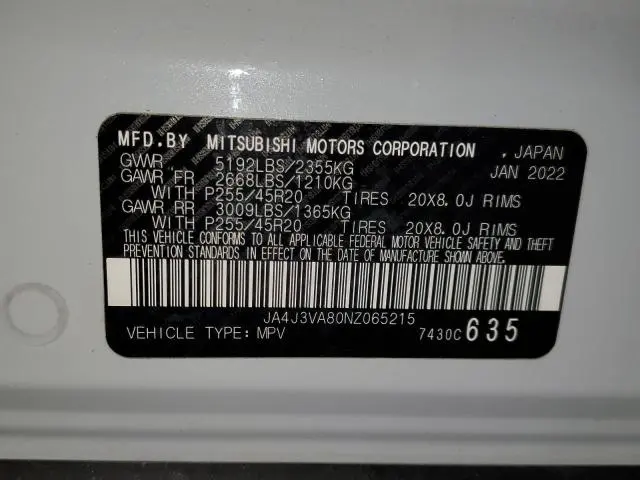 MFD.BY MITSUBISHI MOTORS CORPORATION . JAPAN
GVWR 5192LBS/2355KG JAN 2022
GAWR FR 2668LBS/1210KG
WITH P255/45R20 TIRES 20X8.0J RIMS
GAWR RR 3009LBS/1365KG
WITH P255/45R20 TIRES 20X8.0J RIMS
THIS VEHICLE CONFORMS TO ALL APPLICABLE FEDERAL MOTOR VEHICLE SAFETY AND THEFT
PREVENTION STANDARDS IN EFFECT ON THE DATE OF MANUFACTURE SHOWN ABOVE.
JA4J3VA80NZ065215
VEHICLE TYPE:MPV 7430C 635